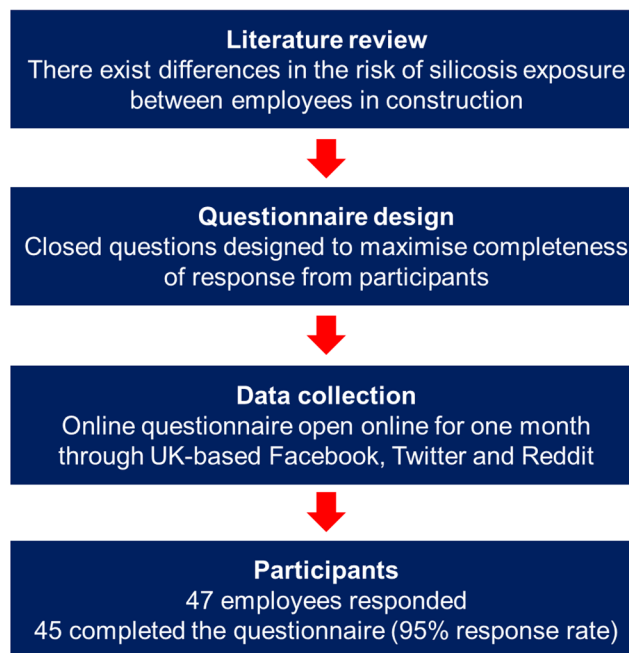 Literature review
There exist differences in the risk of silicosis exposure
between employees in construction
Questionnaire design
Closed questions designed to maximise completeness
of response from participants
Data collection
Online questionnaire open online for one month
through UK-based Facebook, Twitter and Reddit
Participants
47 employees responded
45 completed the questionnaire (95% response rate)